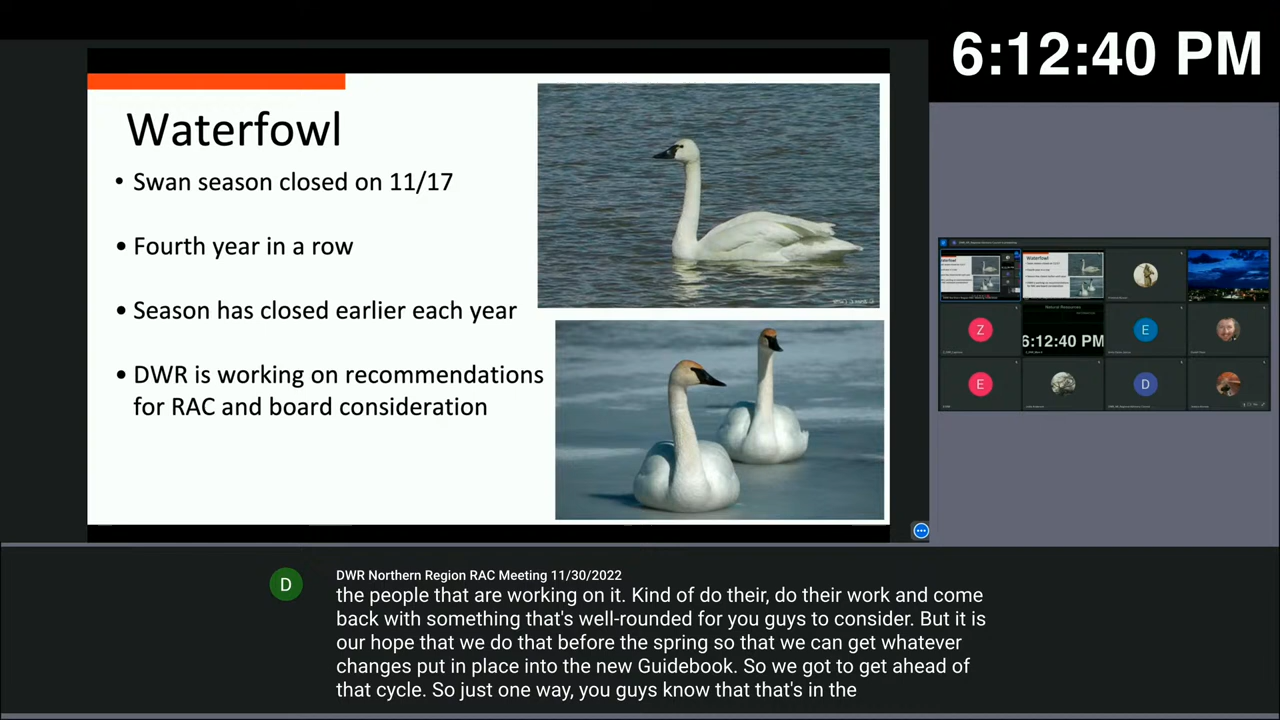 6:12:40 PM
Waterfowl
• Swan season closed on 11/17
• Fourth year in a row
• Season has closed earlier each year
• DWR is working on recommendations
for RAC and board consideration
Z
6:12:40 PM
E
E
D
D
DWR Northern Region RAC Meeting 11/30/2022
the people that are working on it. Kind of do their, do their work and come
back with something that's well-rounded for you guys to consider. But it is
our hope that we do that before the spring so that we can get whatever
changes put in place into the new Guidebook. So we got to get ahead of
that cycle. So just one way, you guys know that that's in the